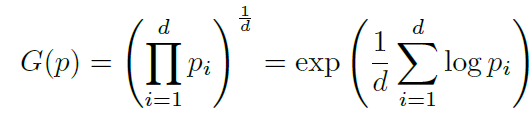 G(p) = \left( \prod_{i=1}^{d} p_i \right)^{\frac{1}{d}} = \exp \left( \frac{1}{d} \sum_{i=1}^{d} \log p_i \right)